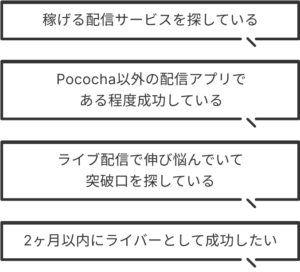 稼げる配信サービスを探している
Pococha以外の配信アプリで
ある程度成功している
ライブ配信で伸び悩んでいて
突破口を探している
2ヶ月以内にライバーとして成功したい